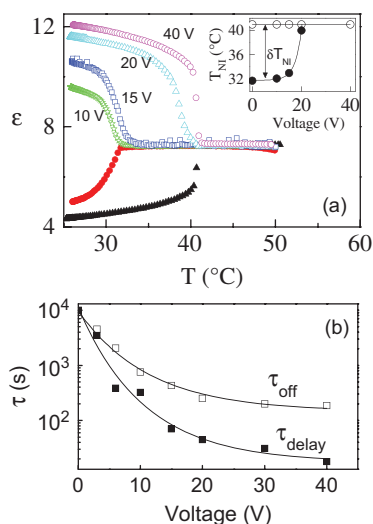 12
8
4
ε
40 V
20 V
15 V
10 V
40
36
32
T_NI (°C)
δT_NI
0
20
40
Voltage (V)
(a)
30
40
50
60
T (°C)
10^4
10^3
10^2
τ (s)
(b)
τ_off
τ_delay
0
10
20
30
40
Voltage (V)